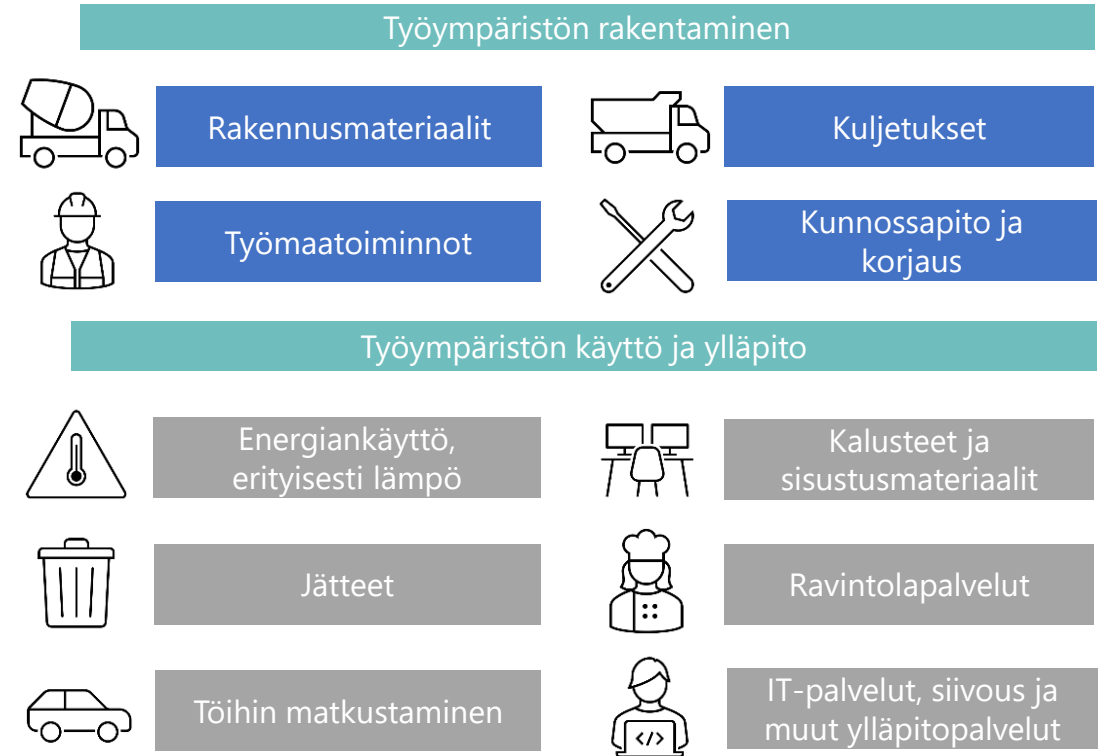 Työympäristön rakentaminen
Rakennusmateriaalit
Kuljetukset
Työmaatoiminnot
Kunnossapito ja
korjaus
Työympäristön käyttö ja ylläpito
Energiankäyttö,
erityisesti lämpö
Kalusteet ja
sisustusmateriaalit
Jätteet
Ravintolapalvelut
Töihin matkustaminen
IT-palvelut, siivous ja
muut ylläpitopalvelut